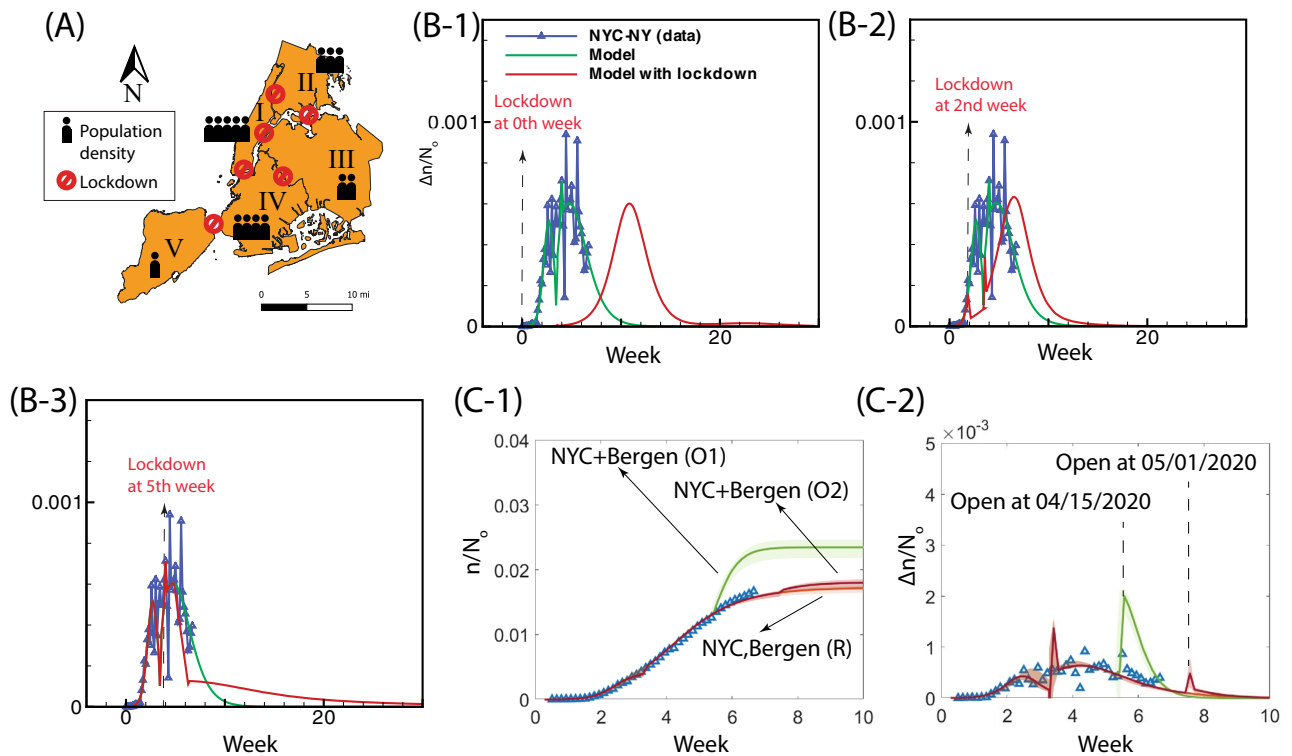 (A)
N
Population
density
Lockdown
I
II
III
IV
V
0 5 10 mi
(B-1)
NYC-NY (data)
Model
Model with lockdown
Lockdown
at 0th week
0.001
Δn/Nₒ
0
20
Week
(B-2)
Lockdown
at 2nd week
0.001
0
0 10 20
Week
(B-3)
Lockdown
at 5th week
0.001
0
0 20
Week
(C-1)
0.04
0.03
0.02
0.01
0
n/Nₒ
NYC+Bergen (O1)
NYC+Bergen (O2)
NYC,Bergen (R)
0 2 4 6 8 10
Week
(C-2)
×10⁻³
5
4
3
2
1
0
Δn/Nₒ
Open at 05/01/2020
Open at 04/15/2020
0 2 4 6 8 10
Week